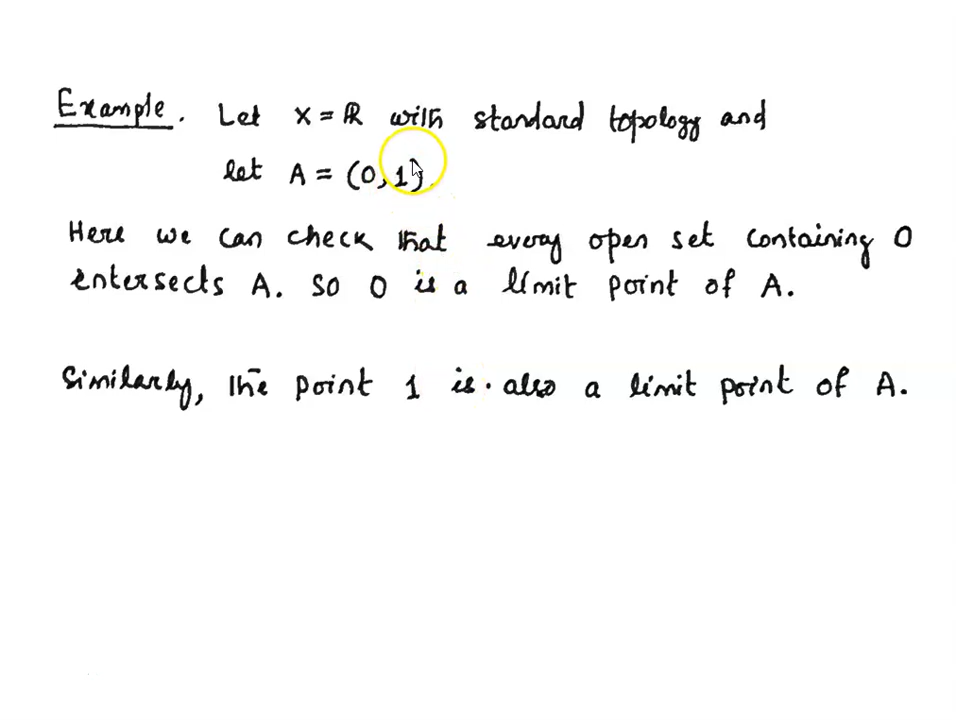 Example. Let X = ℝ with standard topology and
let A = (0, 1).
Here we can check that every open set containing 0
entersects A. So 0 is a limit point of A.
Similarly, the point 1 is. also a limit point of A.